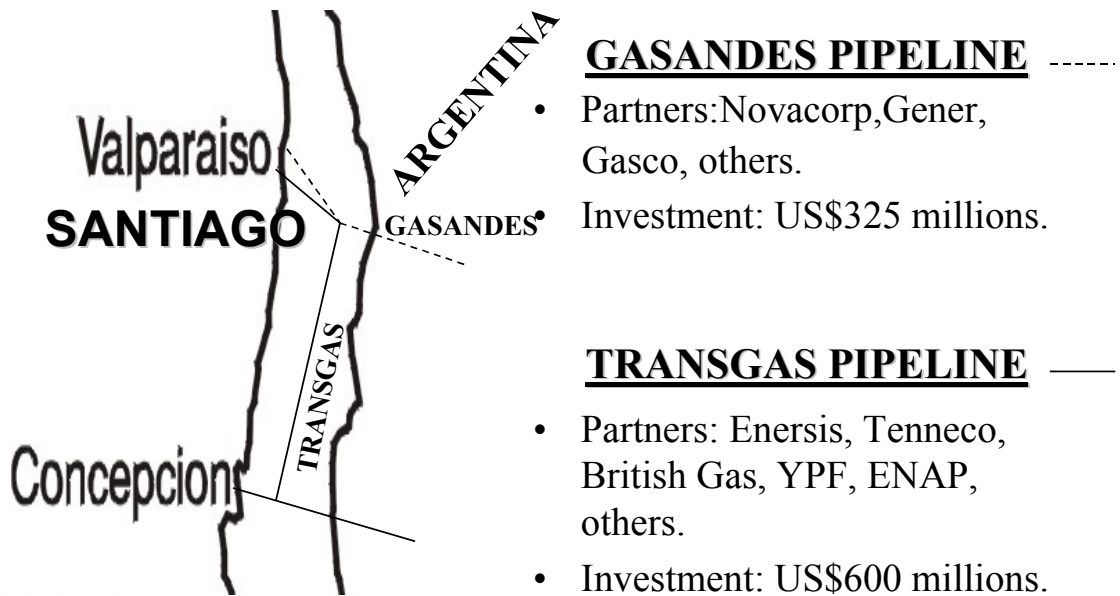 Valparaiso
SANTIAGO
Concepcion
ARGENTINA
GASANDES
TRANSGAS
GASANDES PIPELINE
• Partners:Novacorp,Gener,
Gasco, others.
• Investment: US$325 millions.
TRANSGAS PIPELINE
• Partners: Enersis, Tenneco,
British Gas, YPF, ENAP,
others.
• Investment: US$600 millions.